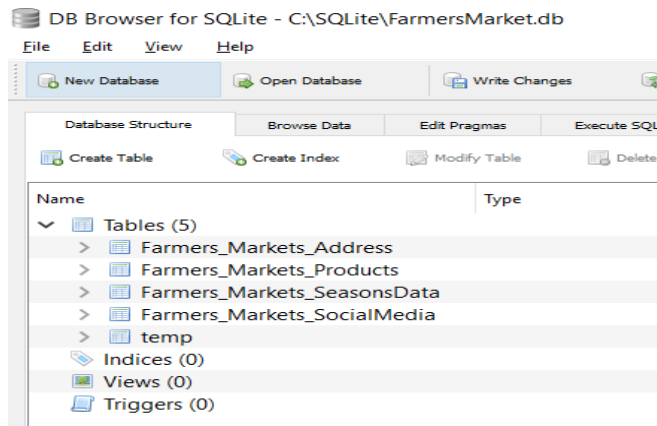 DB Browser for SQLite - C:\SQLite\FarmersMarket.db
File Edit View Help
New Database Open Database Write Changes
Database Structure Browse Data Edit Pragmas Execute SQL
Create Table Create Index Modify Table Delete
Name Type
Tables (5)
Farmers_Markets_Address
Farmers_Markets_Products
Farmers_Markets_SeasonsData
Farmers_Markets_SocialMedia
temp
Indices (0)
Views (0)
Triggers (0)